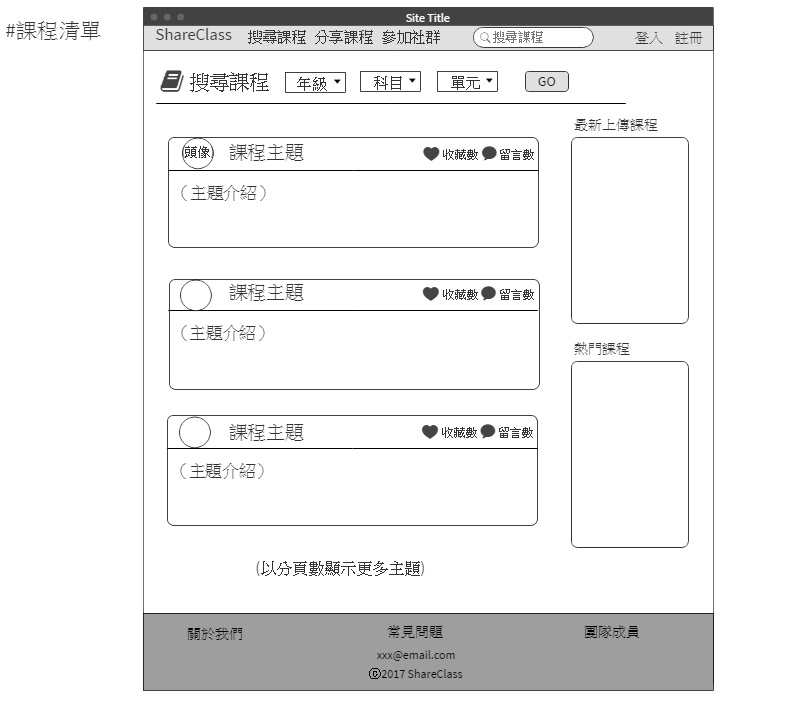 #課程清單
Site Title
ShareClass 搜尋課程 分享課程 參加社群 搜尋課程 登入 註冊
搜尋課程 年級 科目 單元 GO
最新上傳課程
頭像 課程主題 收藏數 留言數
（主題介紹）
課程主題 收藏數 留言數
（主題介紹）
熱門課程
課程主題 收藏數 留言數
（主題介紹）
(以分頁數顯示更多主題)
關於我們 常見問題 團隊成員
xxx@email.com
©2017 ShareClass